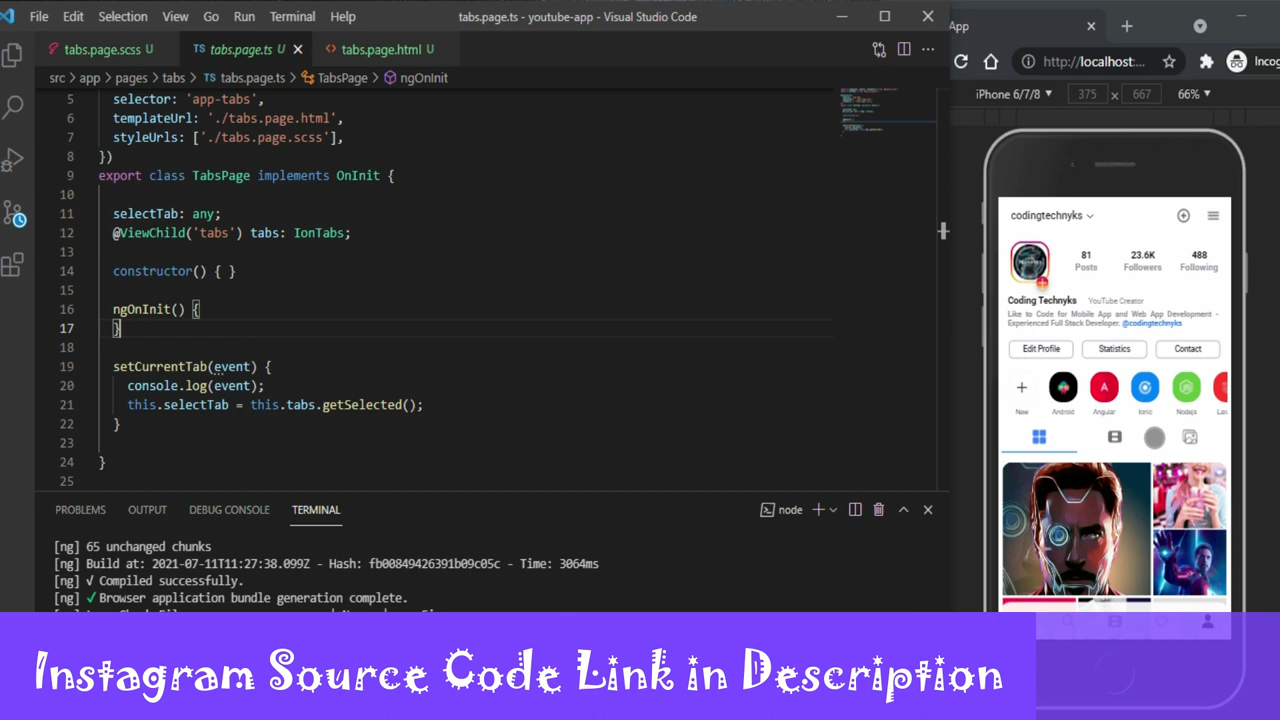 File Edit Selection View Go Run Terminal Help tabs.page.ts - youtube-app - Visual Studio Code
tabs.page.scss U TS tabs.page.ts U tabs.page.html U
src > app > pages > tabs > TS tabs.page.ts > TabsPage > ngOnInit
5 selector: 'app-tabs',
6 templateUrl: './tabs.page.html',
7 styleUrls: ['./tabs.page.scss'],
8 })
9 export class TabsPage implements OnInit {
10
11 selectTab: any;
12 @ViewChild('tabs') tabs: IonTabs;
13
14 constructor() { }
15
16 ngOnInit() {
17 }
18
19 setCurrentTab(event) {
20 console.log(event);
21 this.selectTab = this.tabs.getSelected();
22 }
23
24 }
25
PROBLEMS OUTPUT DEBUG CONSOLE TERMINAL node
[ng] 65 unchanged chunks
[ng] Build at: 2021-07-11T11:27:38.099Z - Hash: fb00849426391b09c05c - Time: 3064ms
[ng] √ Compiled successfully.
[ng] ✓Browser application bundle generation complete.
App
http://localhost:...
iPhone 6/7/8 375 x 667 66%
codingtechnyks
81 23.6K 488
Posts Followers Following
Coding Technyks YouTube Creator
Like to Code for Mobile App and Web App Development -
Experienced Full Stack Developer. @codingtechnyks
Edit Profile Statistics Contact
New Android Angular Ionic Nodejs
Instagram Source Code Link in Description